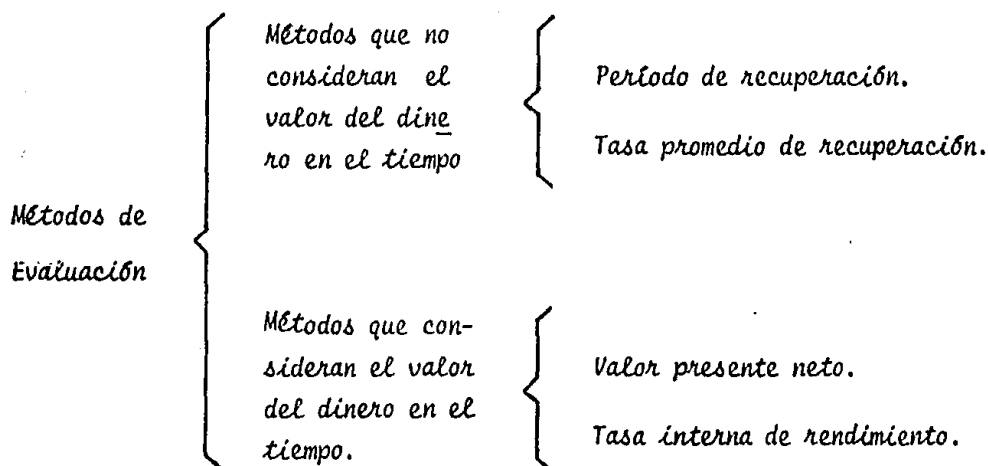 Métodos de
Evaluación
Métodos que no
consideran el
valor del dine
ro en el tiempo
Período de recuperación.
Tasa promedio de recuperación.
Métodos que con-
sideran el valor
del dinero en el
tiempo.
Valor presente neto.
Tasa interna de rendimiento.